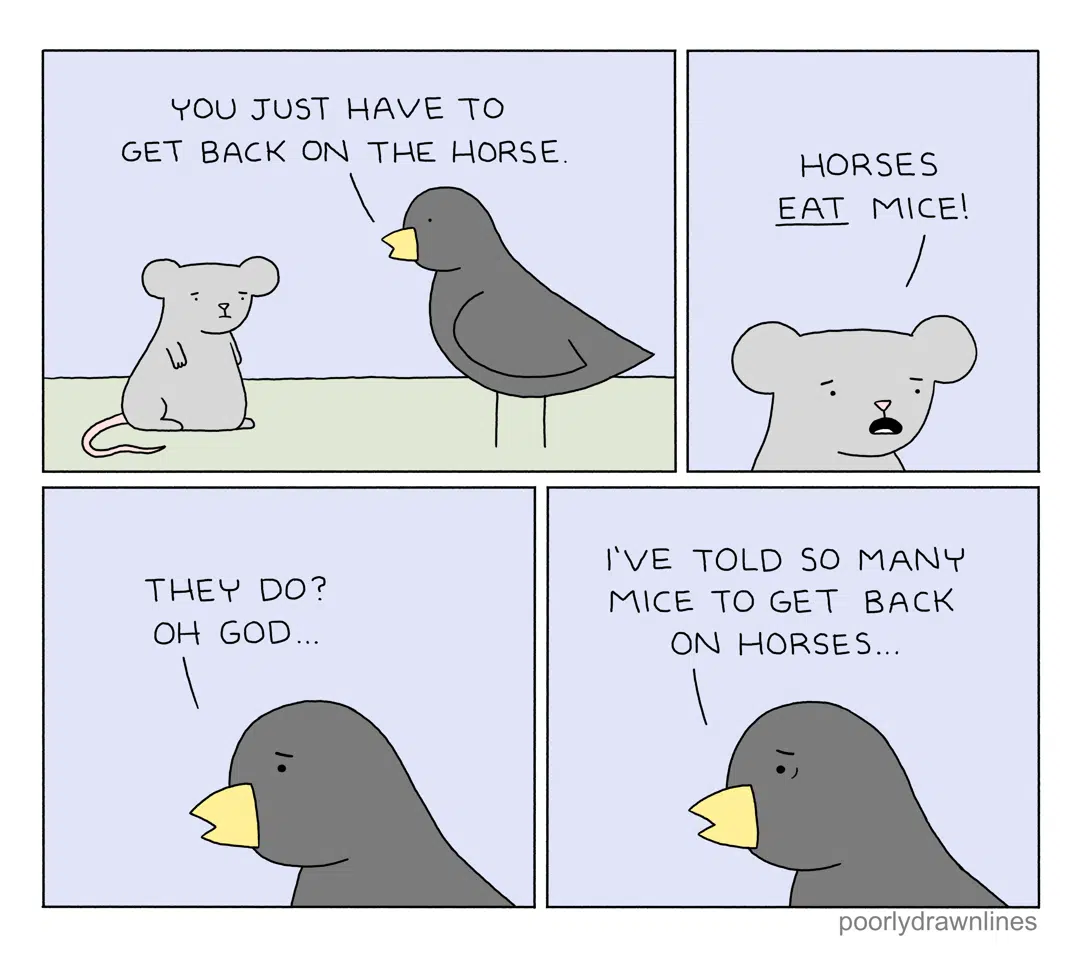 YOU JUST HAVE TO
GET BACK ON THE HORSE.
HORSES
EAT MICE!
THEY DO?
OH GOD...
I'VE TOLD SO MANY
MICE TO GET BACK
ON HORSES...
poorlydrawnlines